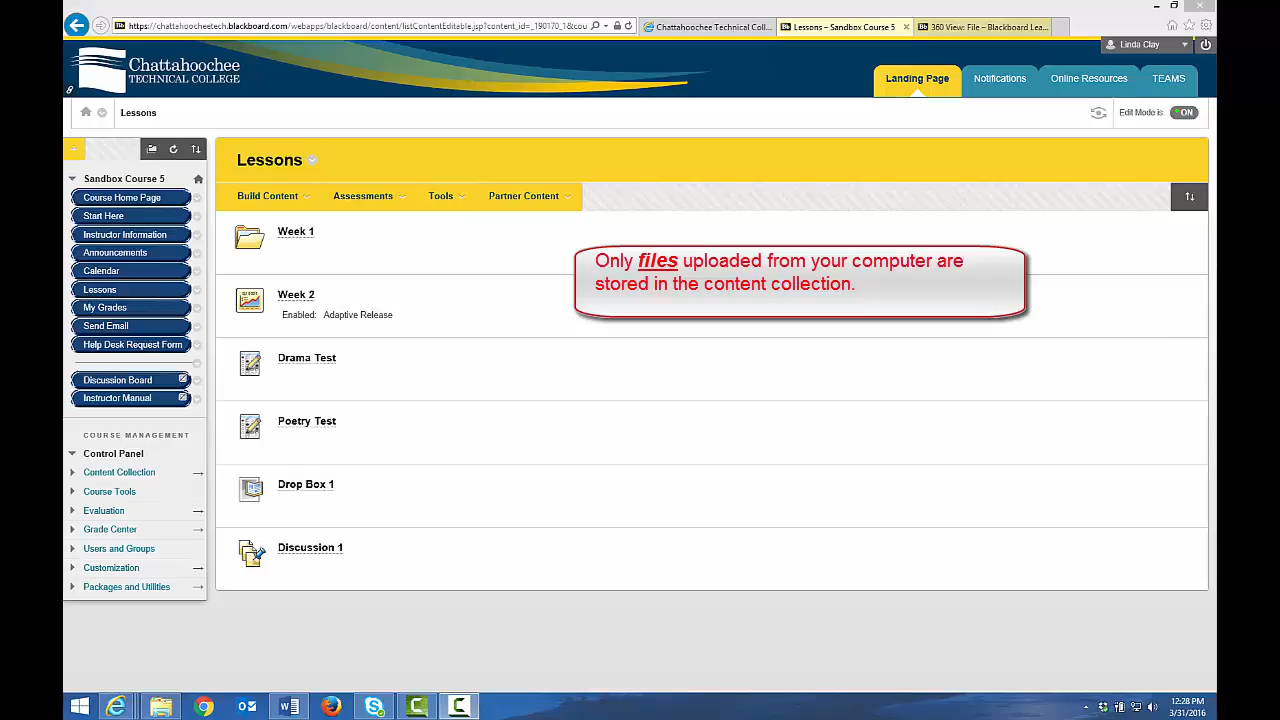 https://chattahoocheetech.blackboard.com/webapps/blackboard/content/listContentEditable.jsp?content_id=_190170_1&cou
Chattahoochee Technical Coll...
Lessons – Sandbox Course 5
360 View: File – Blackboard Lea...
Chattahoochee
TECHNICAL COLLEGE
Linda Clay
Landing Page
Notifications
Online Resources
TEAMS
Lessons
Edit Mode is:
ON
Sandbox Course 5
Course Home Page
Start Here
Instructor Information
Announcements
Calendar
Lessons
My Grades
Send Email
Help Desk Request Form
Discussion Board
Instructor Manual
COURSE MANAGEMENT
Control Panel
Content Collection
Course Tools
Evaluation
Grade Center
Users and Groups
Customization
Packages and Utilities
Lessons
Build Content
Assessments
Tools
Partner Content
Week 1
Week 2
Enabled: Adaptive Release
Drama Test
Poetry Test
Drop Box 1
Discussion 1
Only files uploaded from your computer are
stored in the content collection.
12:28 PM
3/31/2016